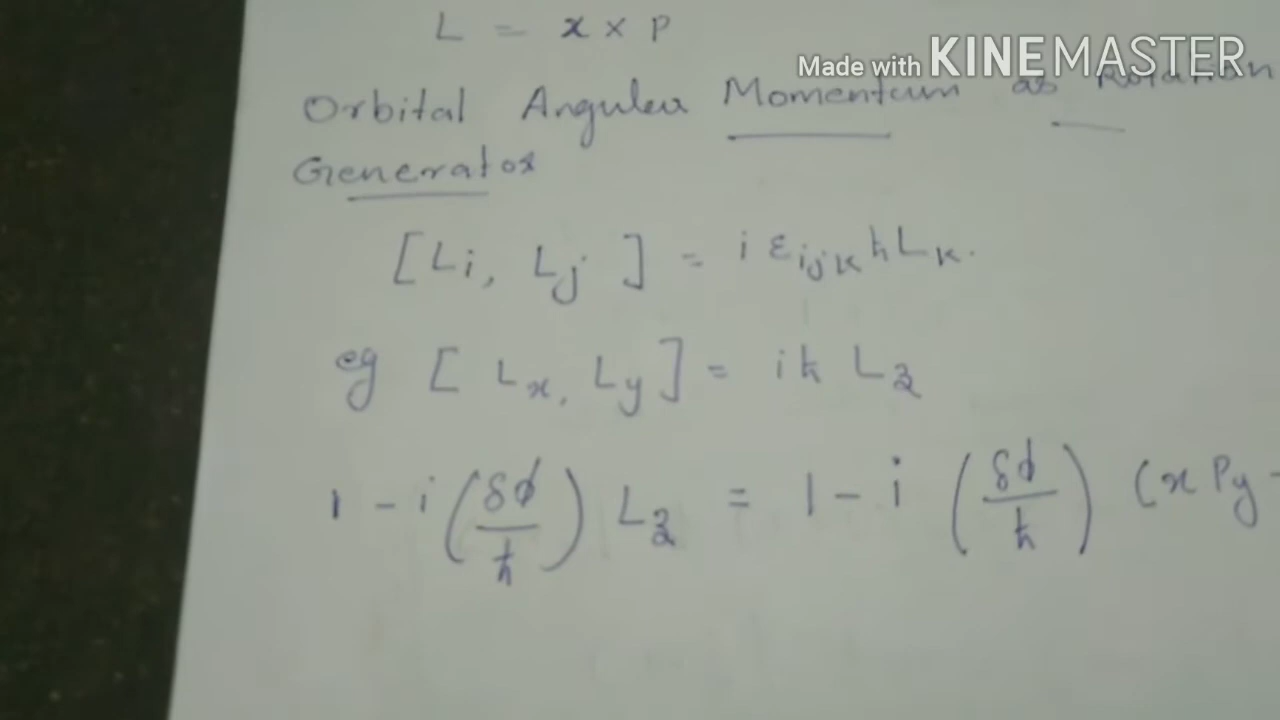 L = x × P
Made with KINEMASTER
Orbital Angular Momentum as Rotation
Generator
[Li, Lj] = i εijk ħ Lk.
eg [Lx, Ly] = iħ Lz
1 - i (δϕ/ħ) Lz = 1 - i (δϕ/ħ) (x Py -